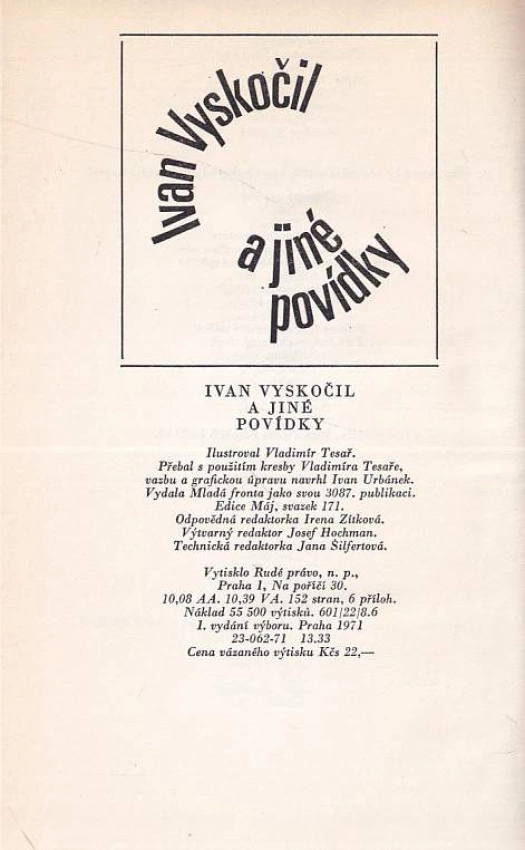 Ivan Vyskočil
a jiné
povídky
IVAN VYSKOČIL
A JINÉ
POVÍDKY
Ilustroval Vladimír Tesař.
Přebal s použitím kresby Vladimíra Tesaře,
vazbu a grafickou úpravu navrhl Ivan Urbánek.
Vydala Mladá fronta jako svou 3087. publikaci.
Edice Máj, svazek 171.
Odpovědná redaktorka Irena Zítková.
Výtvarný redaktor Josef Hochman.
Technická redaktorka Jana Šilfertová.
Vytisklo Rudé právo, n. p.,
Praha 1, Na poříčí 30.
10,08 AA. 10,39 VA. 152 stran, 6 příloh.
Náklad 55 500 výtisků. 601/22/8.6
1. vydání výboru. Praha 1971
23-062-71 13.33
Cena vázaného výtisku Kčs 22,—